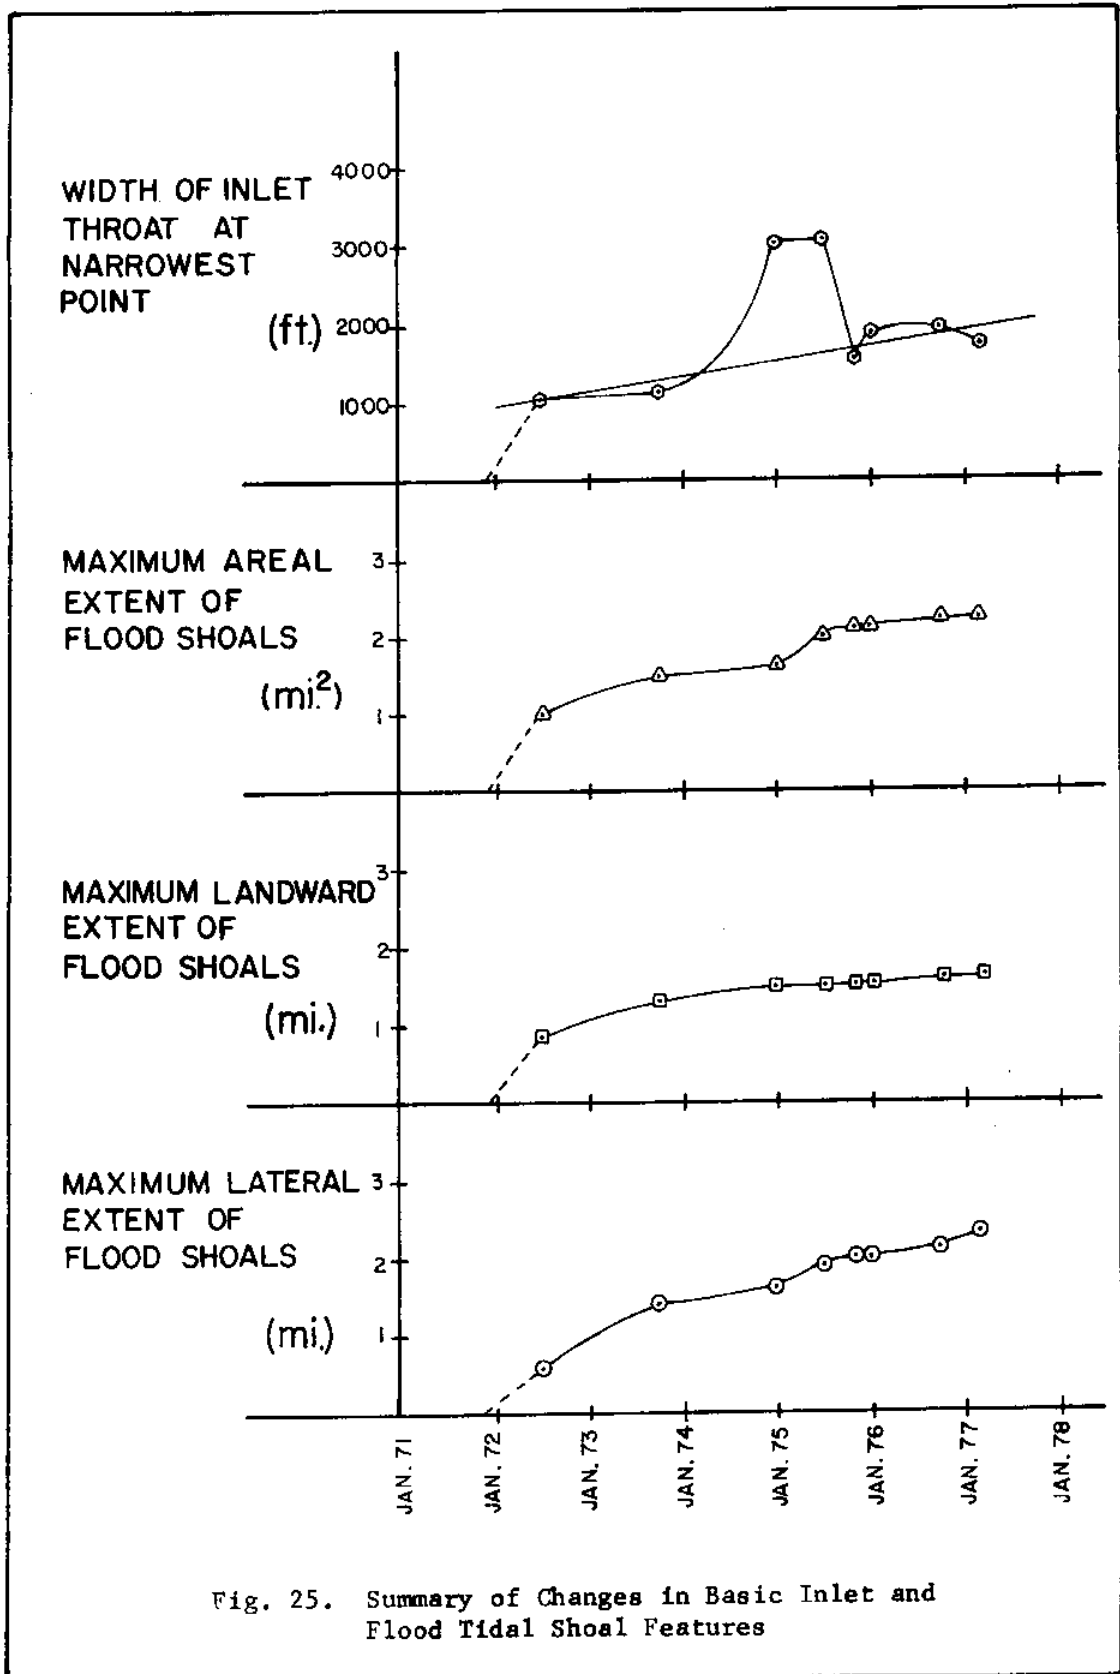 WIDTH OF INLET
THROAT AT
NARROWEST
POINT
(ft.)
4000
3000
2000
1000
MAXIMUM AREAL
EXTENT OF
FLOOD SHOALS
(mi.2)
3
2
1
MAXIMUM LANDWARD
EXTENT OF
FLOOD SHOALS
(mi.)
3
2
1
MAXIMUM LATERAL
EXTENT OF
FLOOD SHOALS
(mi.)
3
2
1
JAN. 71
JAN. 72
JAN. 73
JAN. 74
JAN. 75
JAN. 76
JAN. 77
JAN. 78
Fig. 25. Summary of Changes in Basic Inlet and
Flood Tidal Shoal Features